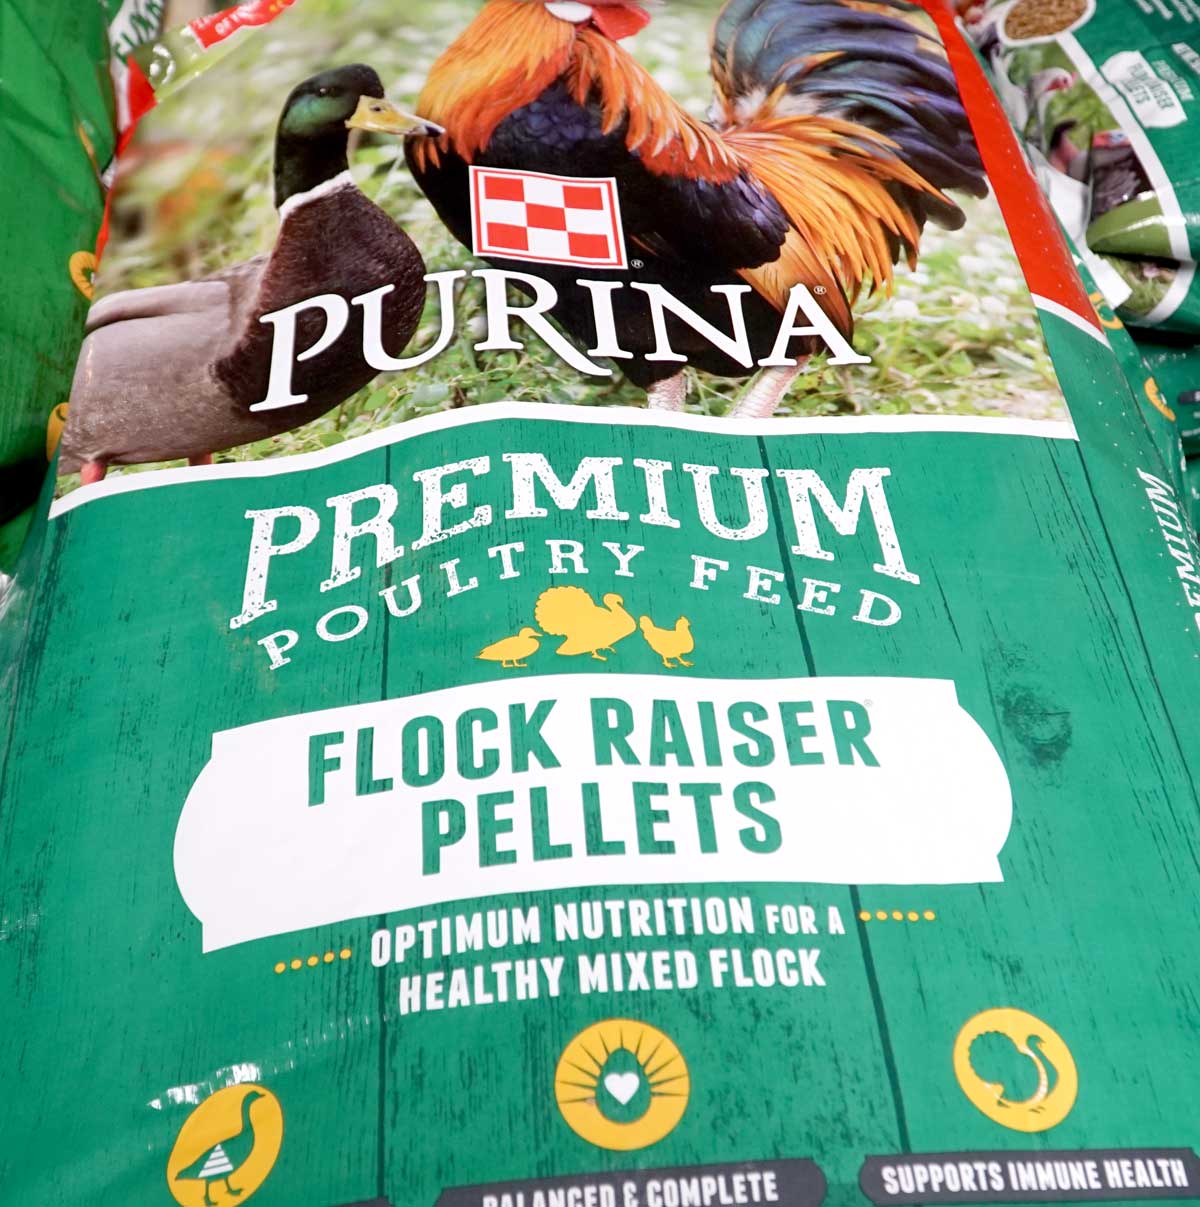 PURINA®
PREMIUM
POULTRY FEED
FLOCK RAISER®
PELLETS
OPTIMUM NUTRITION FOR A
HEALTHY MIXED FLOCK
BALANCED & COMPLETE
SUPPORTS IMMUNE HEALTH